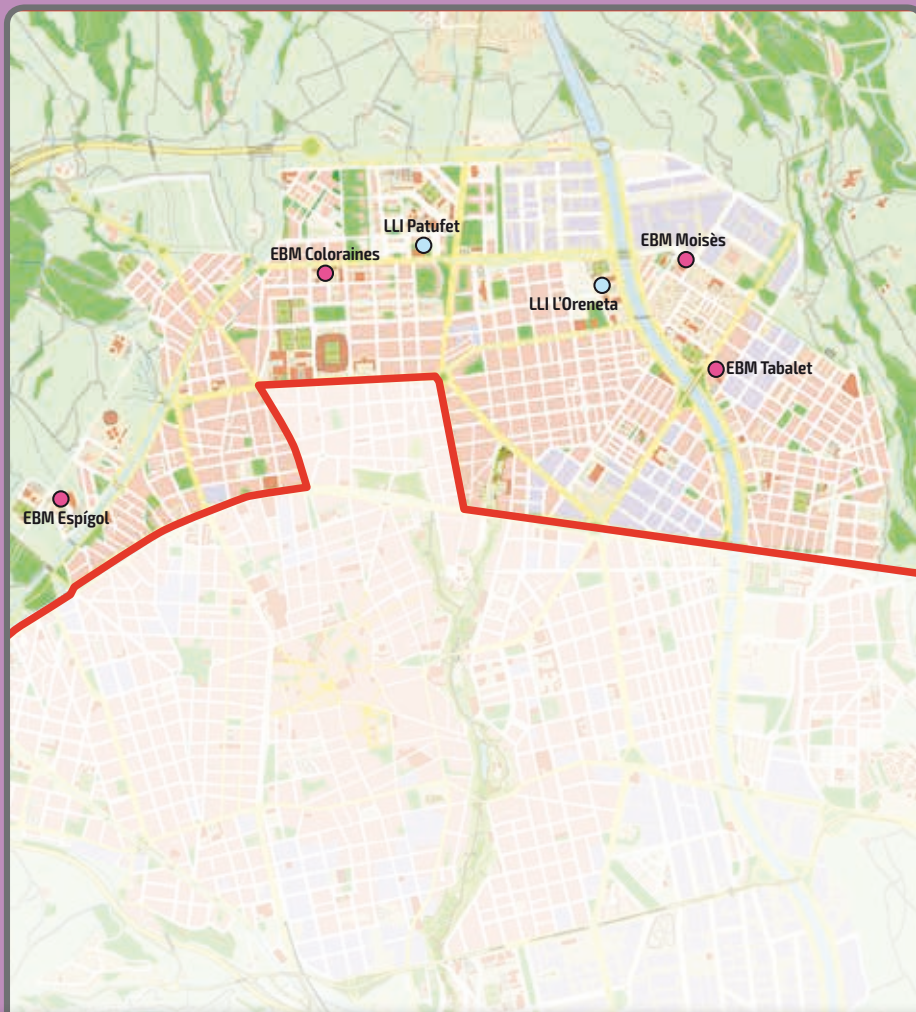 LLI Patufet
EBM Moisès
EBM Coloraines
LLI L'Oreneta
EBM Tabalet
EBM Espígol